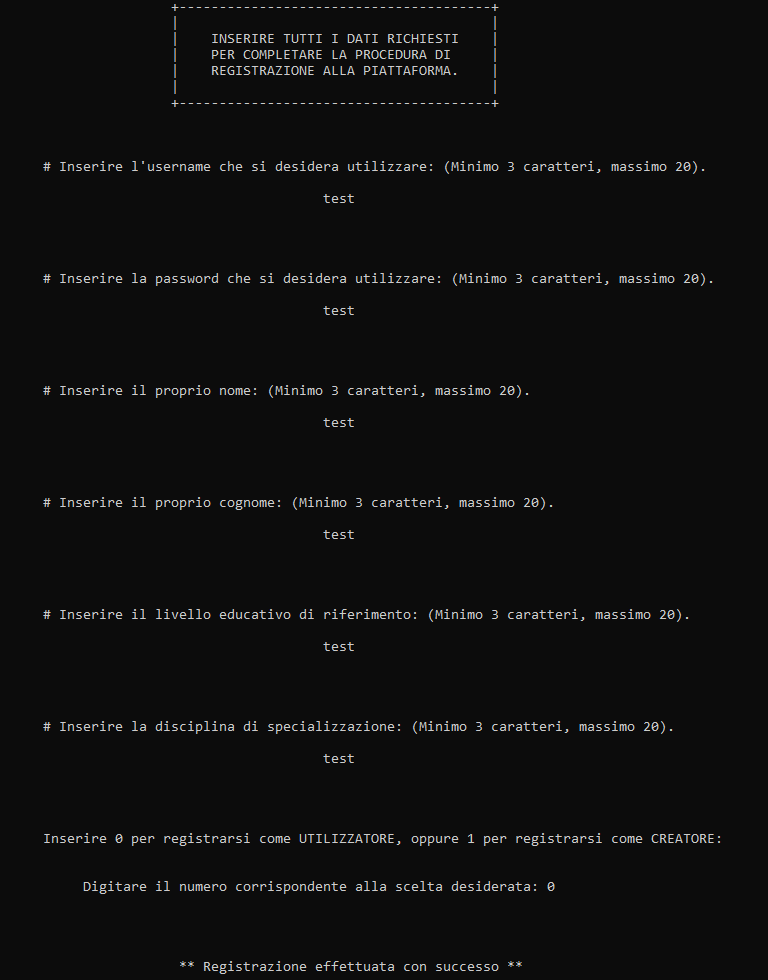 +---------------------------------------+
INSERIRE TUTTI I DATI RICHIESTI
PER COMPLETARE LA PROCEDURA DI
REGISTRAZIONE ALLA PIATTAFORMA.
+---------------------------------------+
# Inserire l'username che si desidera utilizzare: (Minimo 3 caratteri, massimo 20).
test
# Inserire la password che si desidera utilizzare: (Minimo 3 caratteri, massimo 20).
test
# Inserire il proprio nome: (Minimo 3 caratteri, massimo 20).
test
# Inserire il proprio cognome: (Minimo 3 caratteri, massimo 20).
test
# Inserire il livello educativo di riferimento: (Minimo 3 caratteri, massimo 20).
test
# Inserire la disciplina di specializzazione: (Minimo 3 caratteri, massimo 20).
test
Inserire 0 per registrarsi come UTILIZZATORE, oppure 1 per registrarsi come CREATORE:
Digitare il numero corrispondente alla scelta desiderata: 0
** Registrazione effettuata con successo **